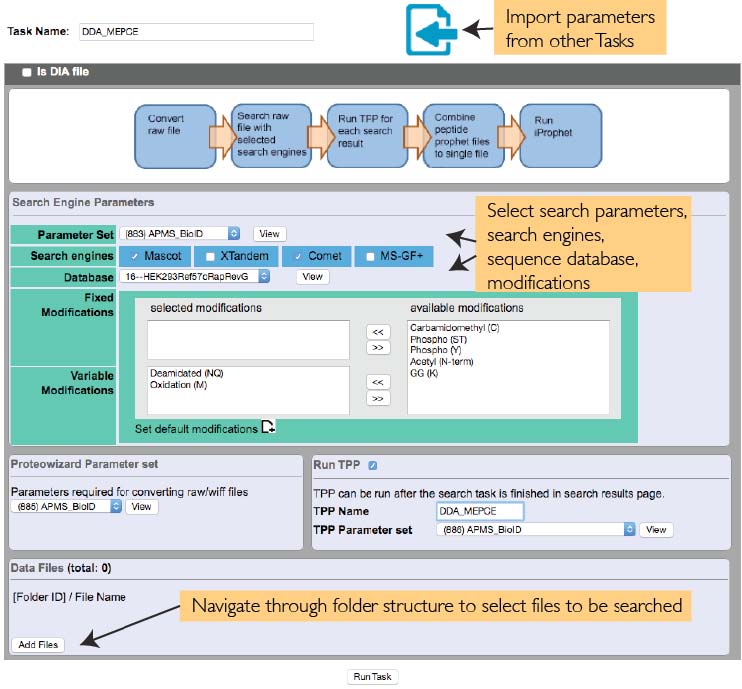 Import parameters
from other Tasks
Task Name: DDA_MEPCE
Is DIA file
Convert
raw file
Search raw
file with
selected
search engines
Run TPP for
each search
result
Combine
peptide
prophet files
to single file
Run
iProphet
Search Engine Parameters
Select search parameters,
search engines,
sequence database,
modifications
Parameter Set (883) APMS_BioID View
Search engines Mascot XTandem Comet MS-GF+
Database 16--HEK293Ref57cRapRevG View
Fixed
Modifications
selected modifications
available modifications
<<
>>
Carbamidomethyl (C)
Phospho (ST)
Phospho (Y)
Acetyl (N-term)
GG (K)
Variable
Modifications
Deamidated (NQ)
Oxidation (M)
<<
>>
Set default modifications
Proteowizard Parameter set
Parameters required for converting raw/wiff files
(885) APMS_BioID View
Run TPP
TPP can be run after the search task is finished in search results page.
TPP Name DDA_MEPCE
TPP Parameter set (886) APMS_BioID View
Data Files (total: 0)
[Folder ID] / File Name
Navigate through folder structure to select files to be searched
Add Files
Run Task